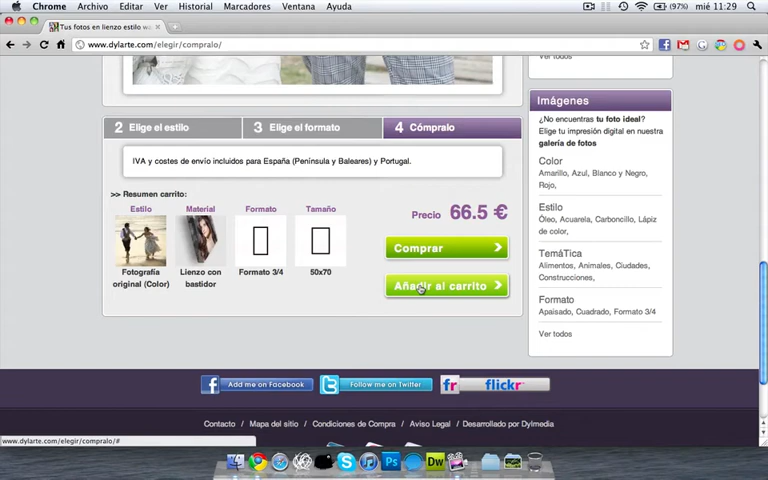 Chrome Archivo Editar Ver Historial Marcadores Ventana Ayuda
(97%) mié 11:29
Tus fotos en lienzo estilo wa
www.dylarte.com/elegir/compralo/
Ver todos
2 Elige el estilo
3 Elige el formato
4 Cómpralo
IVA y costes de envío incluidos para España (Península y Baleares) y Portugal.
>> Resumen carrito:
Estilo Material Formato Tamaño
Fotografía original (Color)
Lienzo con bastidor
Formato 3/4
50x70
Precio 66.5 €
Comprar
Añadir al carrito
Imágenes
¿No encuentras tu foto ideal?
Elige tu impresión digital en nuestra
galería de fotos
Color
Amarillo, Azul, Blanco y Negro,
Rojo,
Estilo
Óleo, Acuarela, Carboncillo, Lápiz
de color,
TemáTica
Alimentos, Animales, Ciudades,
Construcciones,
Formato
Apaisado, Cuadrado, Formato 3/4
Ver todos
f Add me on Facebook
t Follow me on Twitter
fr flickr
Contacto / Mapa del sitio / Condiciones de Compra / Aviso Legal / Desarrollado por Dylmedia
www.dylarte.com/elegir/compralo/#
Ps
Dw